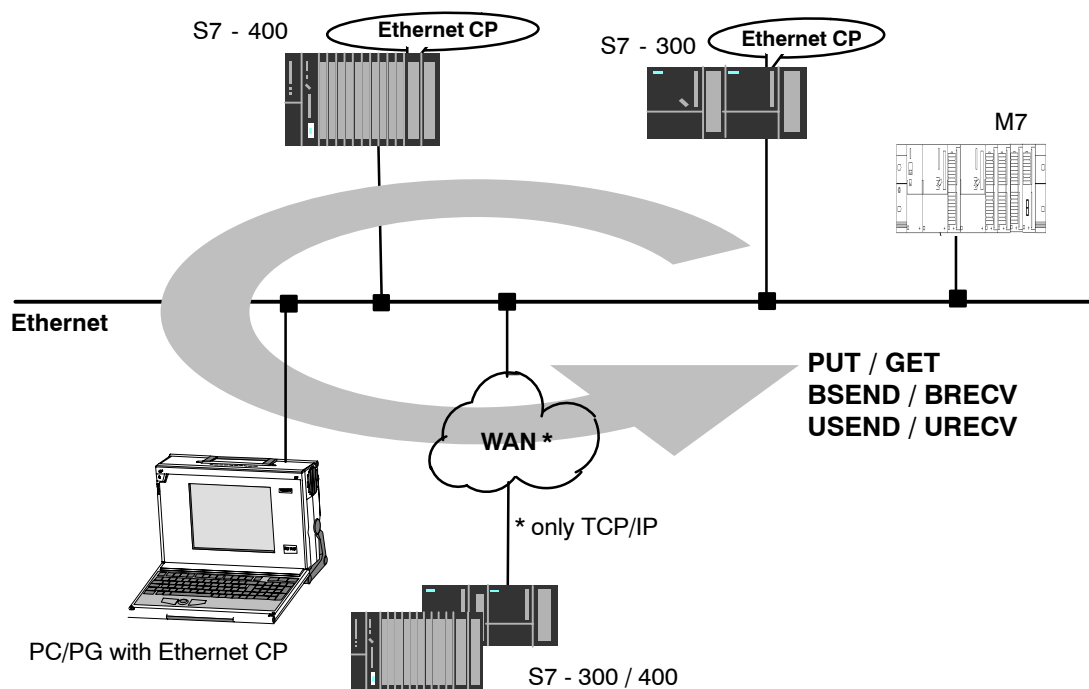 S7 - 400
Ethernet CP
S7 - 300
Ethernet CP
M7
Ethernet
PUT / GET
BSEND / BRECV
USEND / URECV
WAN *
* only TCP/IP
PC/PG with Ethernet CP
S7 - 300 / 400